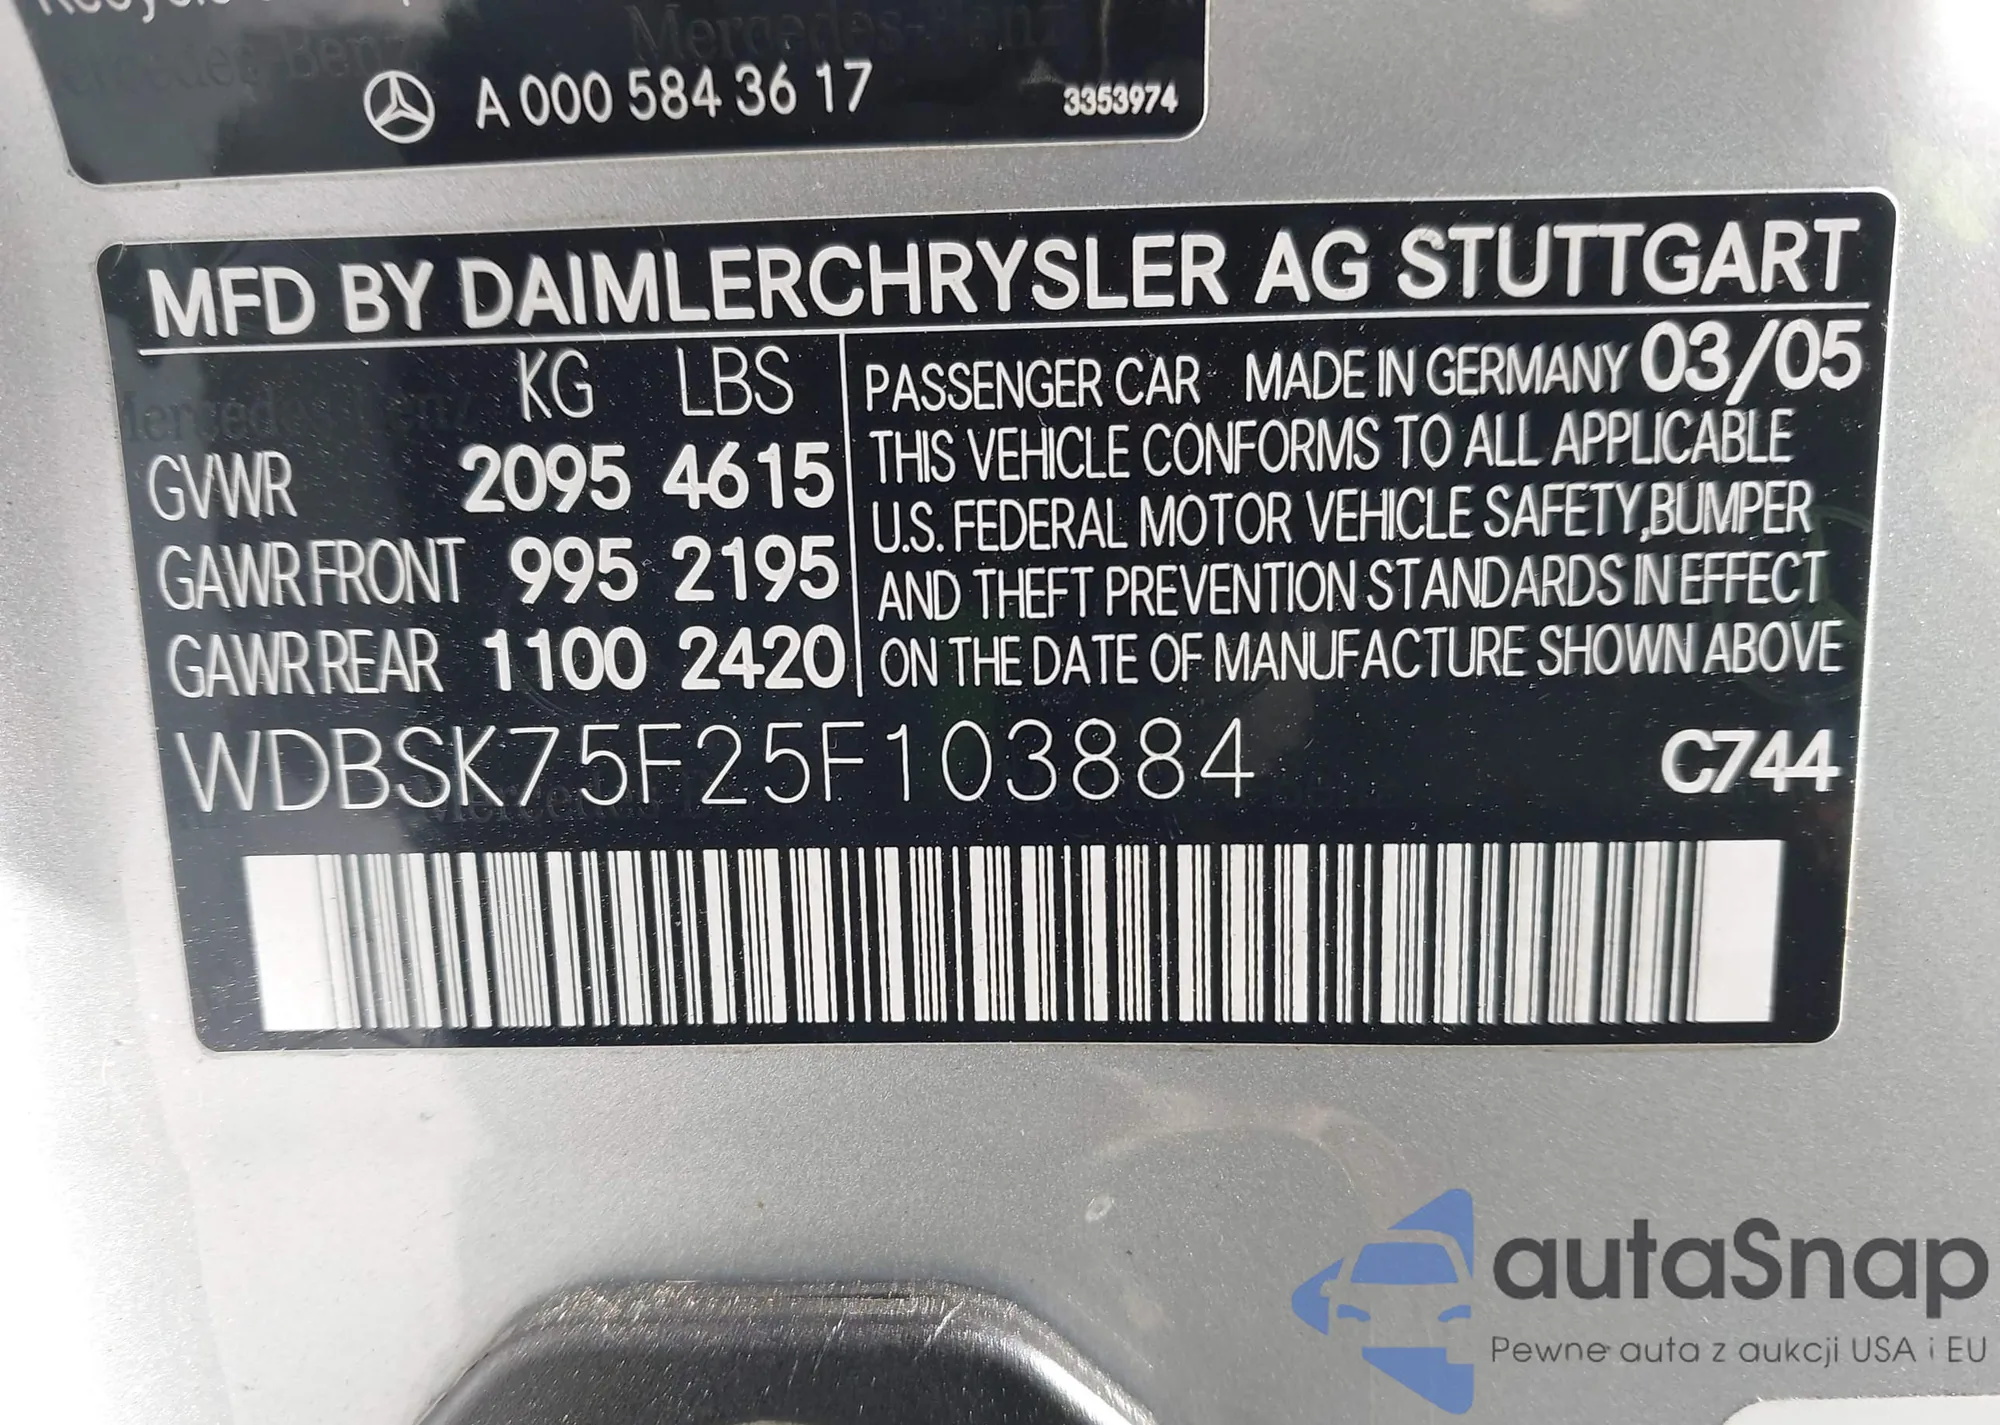 Mercedes-Benz
A 000 584 36 17
3353974
MFD BY DAIMLERCHRYSLER AG STUTTGART
KG LBS
GVWR 2095 4615
GAWR FRONT 995 2195
GAWR REAR 1100 2420
PASSENGER CAR MADE IN GERMANY 03/05
THIS VEHICLE CONFORMS TO ALL APPLICABLE
U.S. FEDERAL MOTOR VEHICLE SAFETY, BUMPER
AND THEFT PREVENTION STANDARDS IN EFFECT
ON THE DATE OF MANUFACTURE SHOWN ABOVE
WDBSK75F25F103884
C744
autaSnap
Pewne auta z aukcji USA i EU